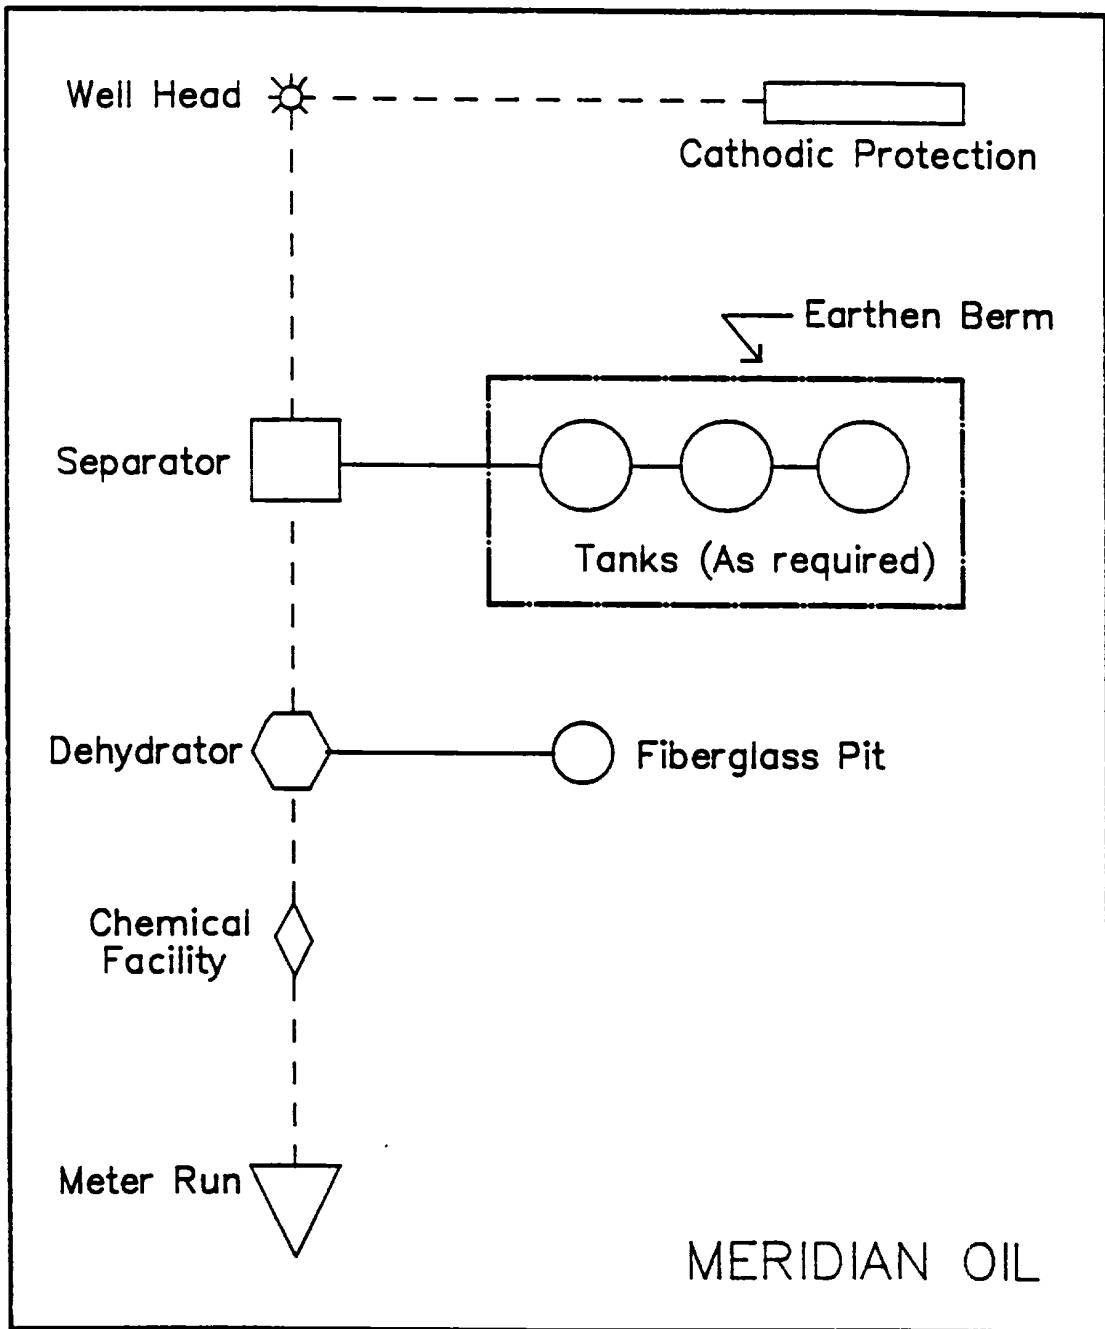 Well Head
Cathodic Protection
Earthen Berm
Separator
Tanks (As required)
Dehydrator
Fiberglass Pit
Chemical
Facility
Meter Run
MERIDIAN OIL